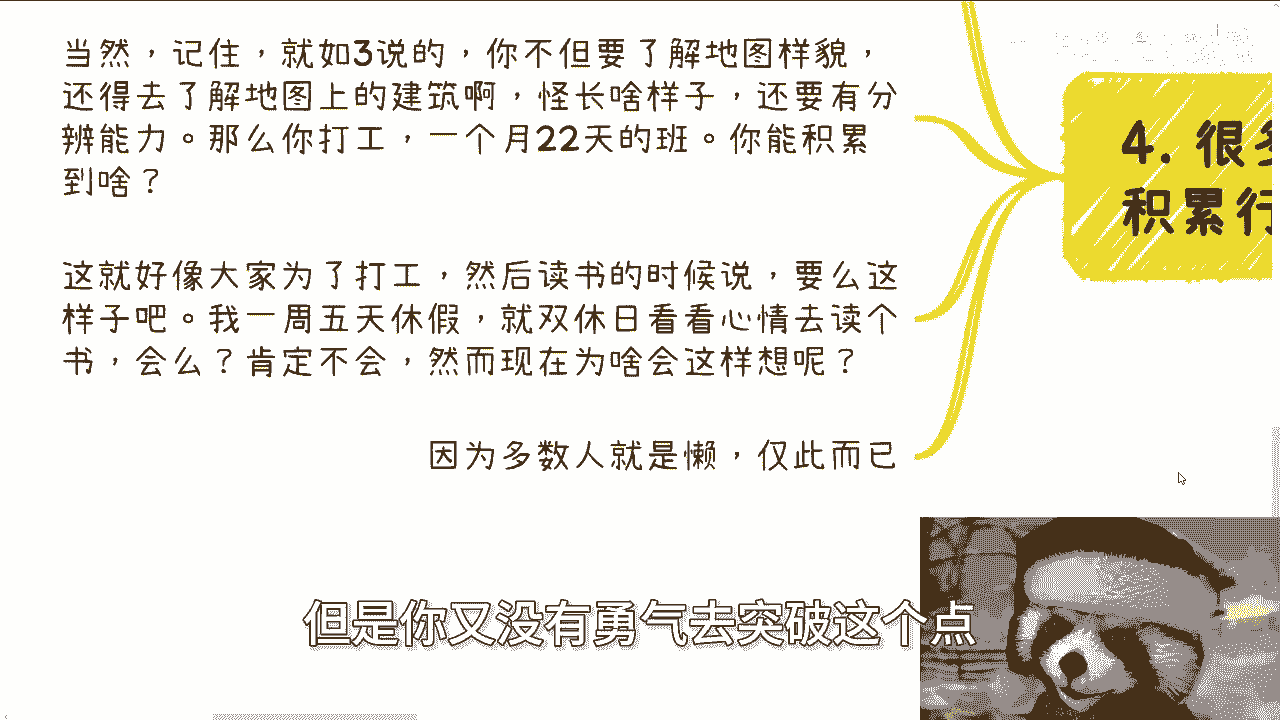 当然，记住，就如3说的，你不但要了解地图样貌，
还得去了解地图上的建筑啊，怪长啥样子，还要有分
辨能力。那么你打工，一个月22天的班。你能积累
到啥？
这就好像大家为了打工，然后读书的时候说，要么这
样子吧。我一周五天休假，就双休日看看心情去读个
书，会么？肯定不会，然而现在为啥会这样想呢？
因为多数人就是懒，仅此而已
4. 很多
积累行
但是你又没有勇气去突破这个点